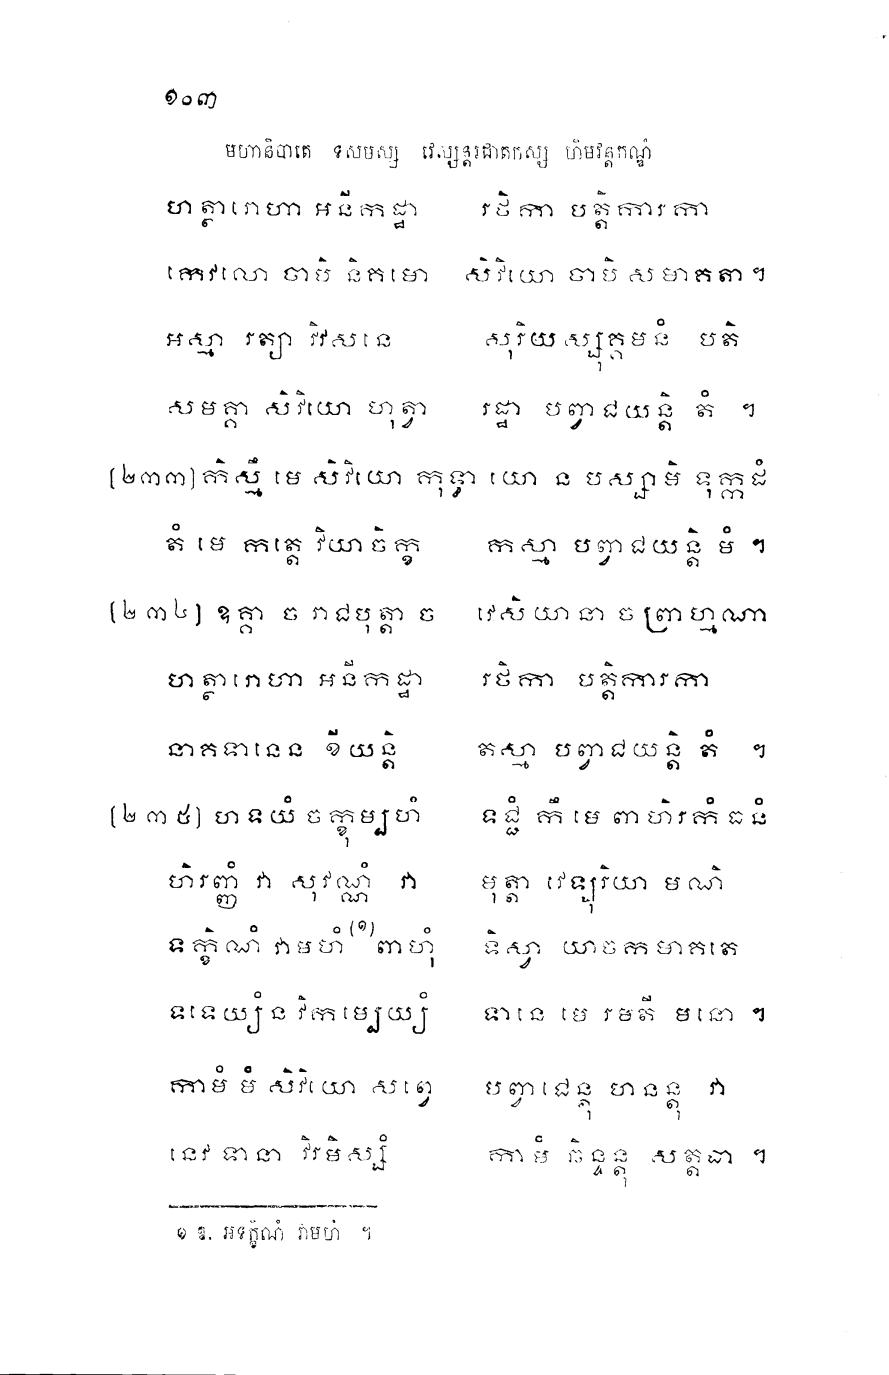 ១០៣
មហានិបាតេ ទសមស្ស វេស្សន្តរជាតកស្ស ហិមវន្តកណ្ឌំ
ហត្ថារោហា អនីកដ្ឋា រថិកា បត្តិការកា
កេវលោ ចាបិ និគមោ សិវិយោ ចាបិ សមាគតា ។
អស្មា រត្យា វិវសនេ សុរិយស្សុគ្គមនំ បតិ
សមគ្គា សិវិយោ ហុត្វា រដ្ឋា បព្វាជយន្តិ តំ ។
[២៣៣] កិស្មឹ មេ សិវិយោ កុទ្ធា យោ ន បស្សាមិ ទុក្កដំ
តំ មេ កត្តេ វិយាចិក្ខ កស្មា បព្វាជយន្តិ មំ ។
[២៣៤] ឧគ្គា ច រាជបុត្តា ច វេសិយានា ច ព្រាហ្មណា
ហត្ថារោហា អនីកដ្ឋា រថិកា បត្តិការកា
នាគទានេន ខីយន្តិ តស្មា បព្វាជយន្តិ តំ ។
[២៣៥] ហទយំ ចក្ខុម្បហំ ទជ្ជំ កឹ មេ ពាហិរកំ ធនំ
ហិរញ្ញំ វា សុវណ្ណំ វា មុត្តា វេឡុរិយា មណិ
ទក្ខិណំ វាមហំ (១) ពាហុំ ទិស្វា យាចកមាគតេ
ទទេយ្យំ ន វិកម្បេយ្យំ ទានេ មេ រមតី មនោ ។
កាមំ មំ សិវិយោ សព្វេ បព្វាជេន្តុ ហនន្តុ វា
នេវ ទានា វិរមិស្សំ កាមំ ឆិន្ទន្តុ សត្តធា ។
១ ឱ. អទក្ខិណំ វាមហំ ។